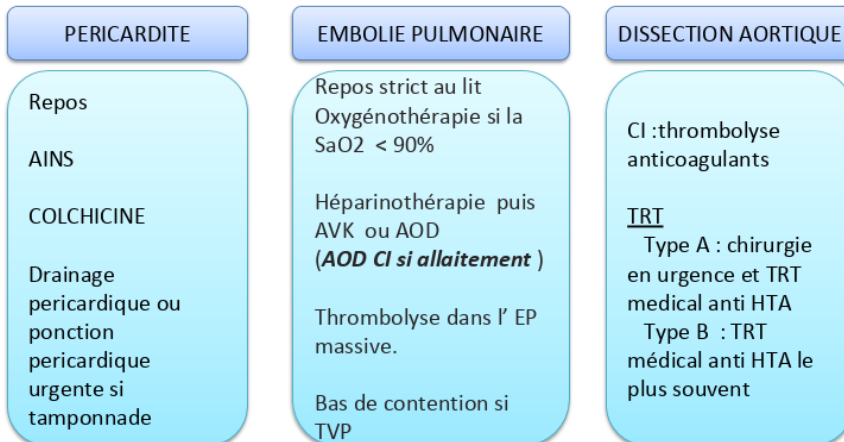 PERICARDITE
Repos
AINS
COLCHICINE
Drainage
pericardique ou
ponction
pericardique
urgente si
tamponnade
EMBOLIE PULMONAIRE
Repos strict au lit
Oxygénothérapie si la
SaO2 < 90%
Héparinothérapie puis
AVK ou AOD
(AOD CI si allaitement )
Thrombolyse dans l’ EP
massive.
Bas de contention si
TVP
DISSECTION AORTIQUE
CI :thrombolyse
anticoagulants
TRT
Type A : chirurgie
en urgence et TRT
medical anti HTA
Type B : TRT
médical anti HTA le
plus souvent